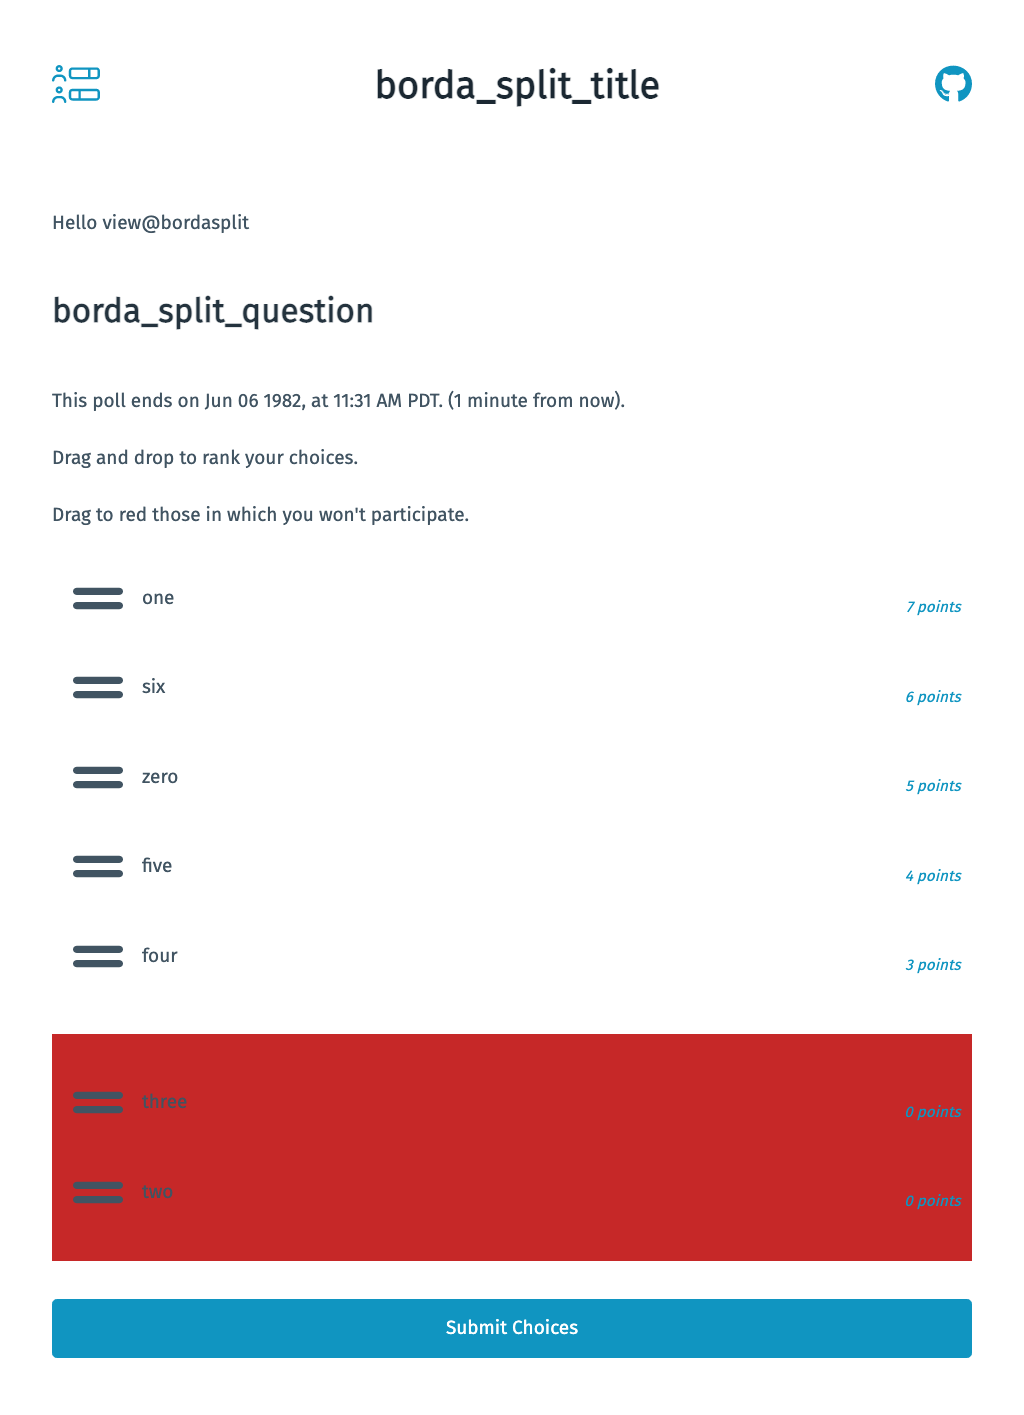 borda_split_title
Hello view@bordasplit
borda_split_question
This poll ends on Jun 06 1982, at 11:31 AM PDT. (1 minute from now).
Drag and drop to rank your choices.
Drag to red those in which you won't participate.
one
7 points
six
6 points
zero
5 points
five
4 points
four
3 points
three
0 points
two
0 points
Submit Choices